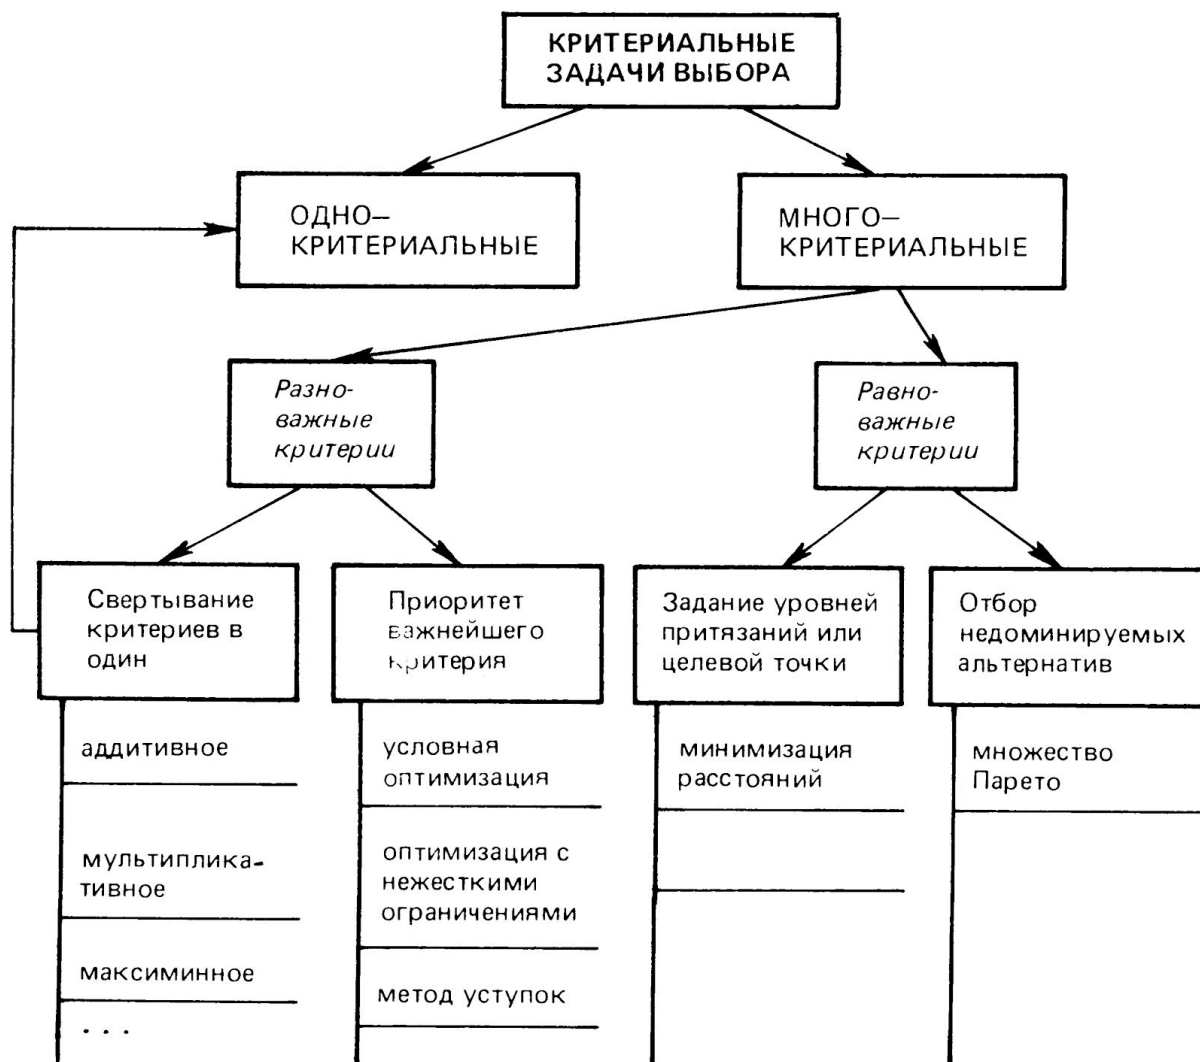 КРИТЕРИАЛЬНЫЕ
ЗАДАЧИ ВЫБОРА
ОДНО–
КРИТЕРИАЛЬНЫЕ
МНОГО–
КРИТЕРИАЛЬНЫЕ
Разно-
важные
критерии
Равно-
важные
критерии
Свертывание
критериев в
один
Приоритет
важнейшего
критерия
Задание уровней
притязаний или
целевой точки
Отбор
недоминируемых
альтернатив
аддитивное
мультиплика-
тивное
максиминное
. . .
условная
оптимизация
оптимизация с
нежесткими
ограничениями
метод уступок
минимизация
расстояний
множество
Парето